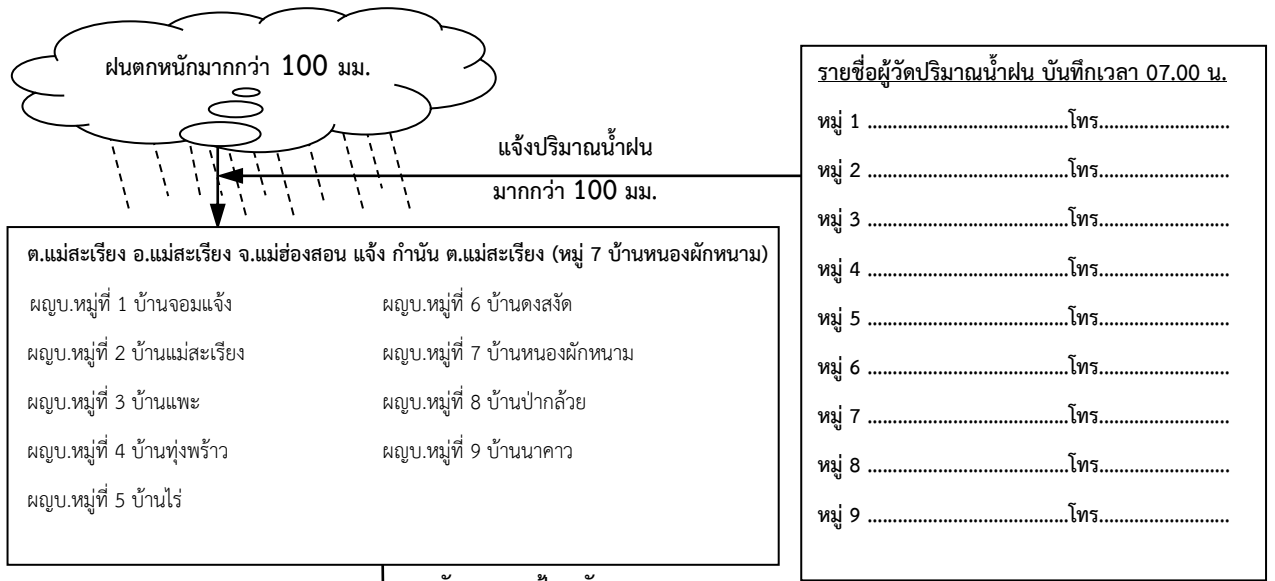 ฝนตกหนักมากกว่า 100 มม.
แจ้งปริมาณน้ำฝน
มากกว่า 100 มม.
รายชื่อผู้วัดปริมาณน้ำฝน บันทึกเวลา 07.00 น.
หมู่ 1 ........................................โทร..........................
หมู่ 2 ........................................โทร..........................
หมู่ 3 ........................................โทร..........................
หมู่ 4 ........................................โทร..........................
หมู่ 5 ........................................โทร..........................
หมู่ 6 ........................................โทร..........................
หมู่ 7 ........................................โทร..........................
หมู่ 8 ........................................โทร..........................
หมู่ 9 ........................................โทร..........................
ต.แม่สะเรียง อ.แม่สะเรียง จ.แม่ฮ่องสอน แจ้ง กำนัน ต.แม่สะเรียง (หมู่ 7 บ้านหนองผักหนาม)
ผญบ.หมู่ที่ 1 บ้านจอมแจ้ง ผญบ.หมู่ที่ 6 บ้านดงสงัด
ผญบ.หมู่ที่ 2 บ้านแม่สะเรียง ผญบ.หมู่ที่ 7 บ้านหนองผักหนาม
ผญบ.หมู่ที่ 3 บ้านแพะ ผญบ.หมู่ที่ 8 บ้านป่ากล้วย
ผญบ.หมู่ที่ 4 บ้านทุ่งพร้าว ผญบ.หมู่ที่ 9 บ้านนาคาว
ผญบ.หมู่ที่ 5 บ้านไร่